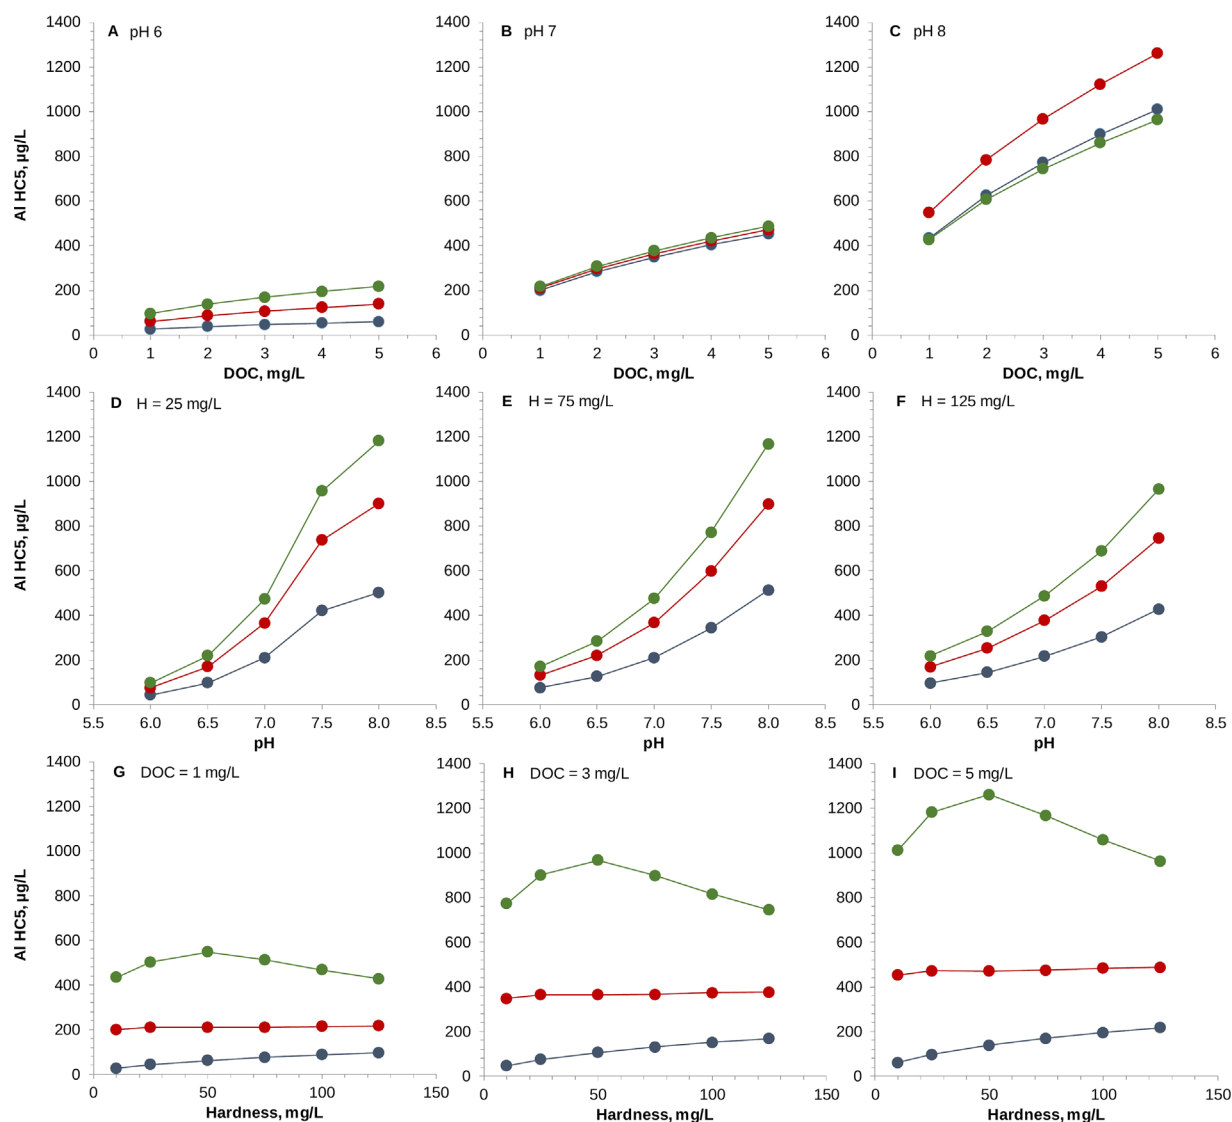 A pH 6
B pH 7
C pH 8
Al HC5, µg/L
1400 1200 1000 800 600 400 200 0
1400 1200 1000 800 600 400 200 0
1400 1200 1000 800 600 400 200 0
0 1 2 3 4 5 6
0 1 2 3 4 5 6
0 1 2 3 4 5 6
DOC, mg/L
DOC, mg/L
DOC, mg/L
D H = 25 mg/L
E H = 75 mg/L
F H = 125 mg/L
Al HC5, µg/L
1400 1200 1000 800 600 400 200 0
1400 1200 1000 800 600 400 200 0
1400 1200 1000 800 600 400 200 0
5.5 6.0 6.5 7.0 7.5 8.0 8.5
5.5 6.0 6.5 7.0 7.5 8.0 8.5
5.5 6.0 6.5 7.0 7.5 8.0 8.5
pH
pH
pH
G DOC = 1 mg/L
H DOC = 3 mg/L
I DOC = 5 mg/L
Al HC5, µg/L
1400 1200 1000 800 600 400 200 0
1400 1200 1000 800 600 400 200 0
1400 1200 1000 800 600 400 200 0
0 50 100 150
0 50 100 150
0 50 100 150
Hardness, mg/L
Hardness, mg/L
Hardness, mg/L